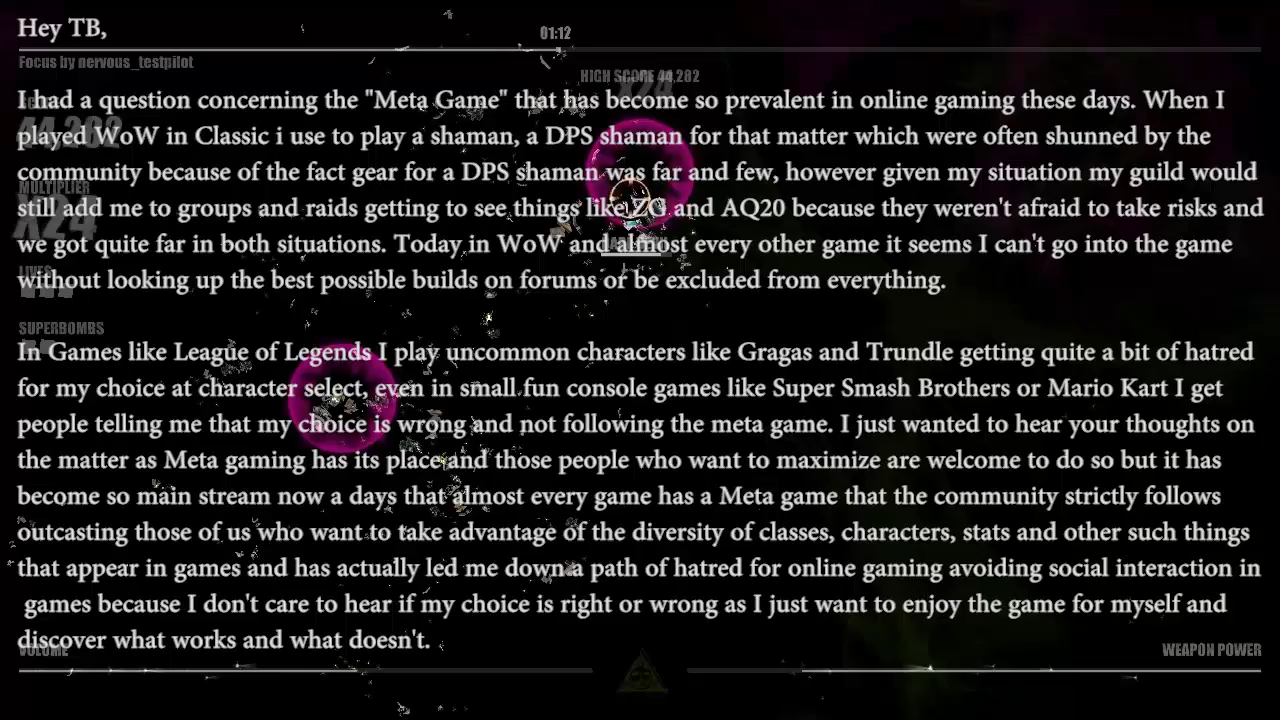 Hey TB,
01:12
Focus by nervous_testpilot
HIGH SCORE 44,282
X24
I had a question concerning the "Meta Game" that has become so prevalent in online gaming these days. When I
44,282
played WoW in Classic i use to play a shaman, a DPS shaman for that matter which were often shunned by the
community because of the fact gear for a DPS shaman was far and few, however given my situation my guild would
MULTIPLIER
X24
still add me to groups and raids getting to see things like ZG and AQ20 because they weren't afraid to take risks and
we got quite far in both situations. Today in WoW and almost every other game it seems I can't go into the game
LIVES
without looking up the best possible builds on forums or be excluded from everything.
SUPERBOMBS
In Games like League of Legends I play uncommon characters like Gragas and Trundle getting quite a bit of hatred
for my choice at character select, even in small fun console games like Super Smash Brothers or Mario Kart I get
people telling me that my choice is wrong and not following the meta game. I just wanted to hear your thoughts on
the matter as Meta gaming has its place and those people who want to maximize are welcome to do so but it has
become so main stream now a days that almost every game has a Meta game that the community strictly follows
outcasting those of us who want to take advantage of the diversity of classes, characters, stats and other such things
that appear in games and has actually led me down a path of hatred for online gaming avoiding social interaction in
games because I don't care to hear if my choice is right or wrong as I just want to enjoy the game for myself and
discover what works and what doesn't.
VOLUME
WEAPON POWER